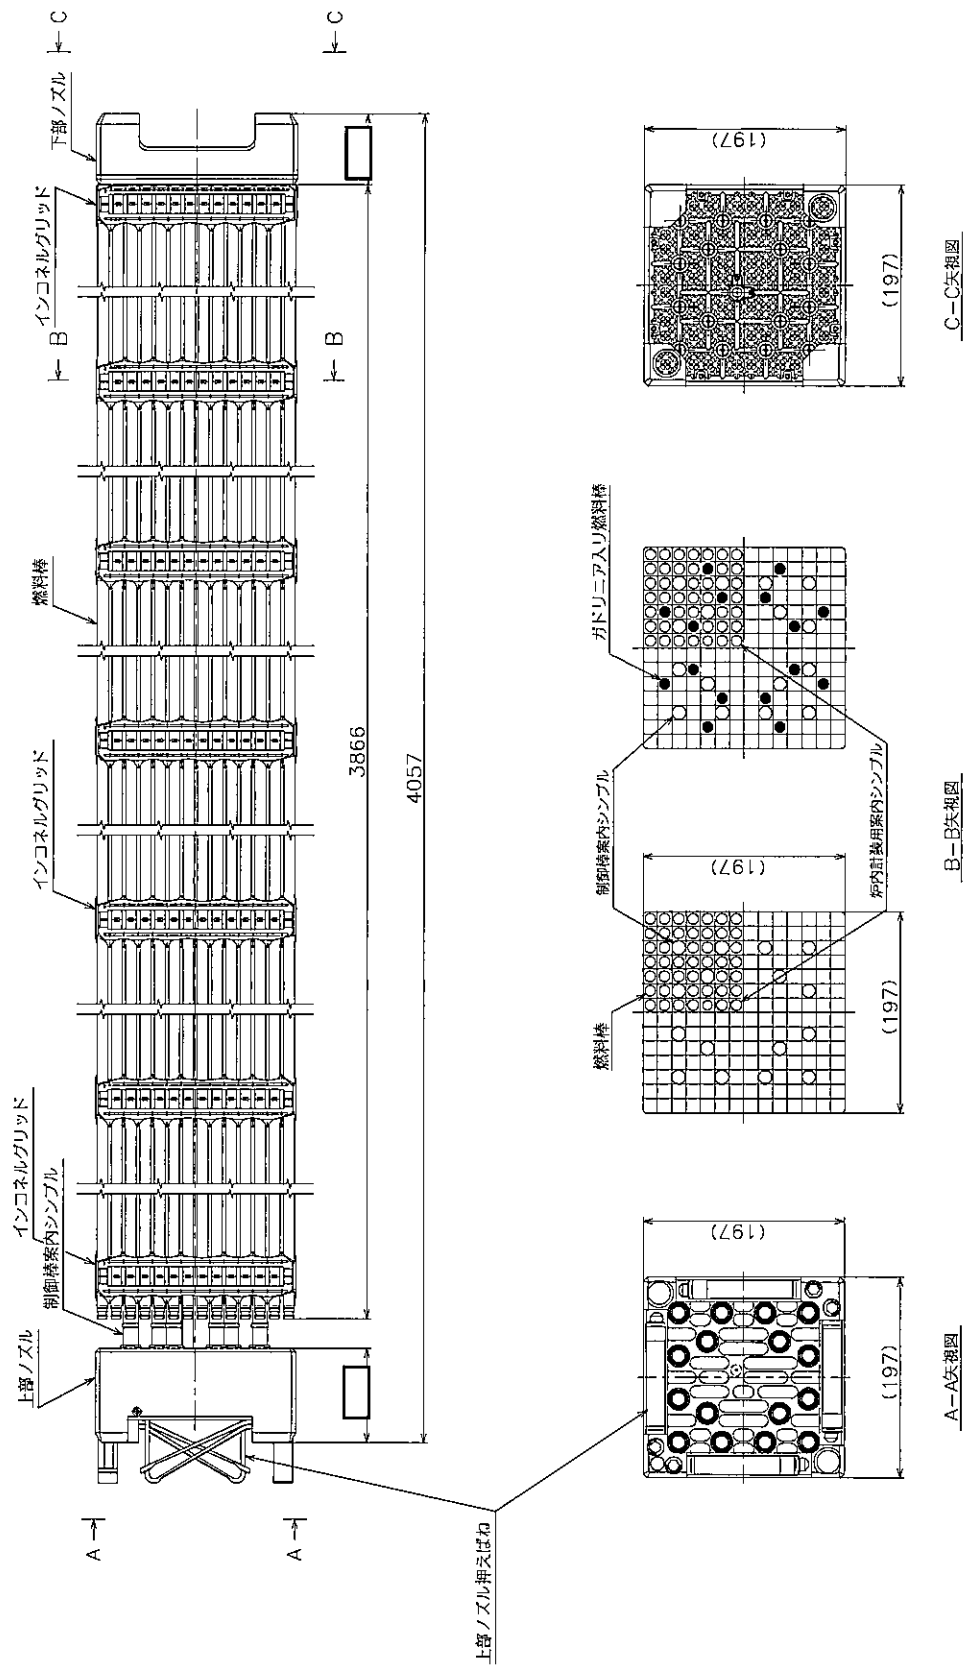 C
C
下部ノズル
インコネルグリッド
B
B
燃料棒
インコネルグリッド
インコネルグリッド
制御棒案内シンブル
上部ノズル
A
A
3866
4057
上部ノズル押えばね
(197)
(197)
A-A矢視図
燃料棒
制御棒案内シンブル
ガドリニア入り燃料棒
炉内計装用案内シンブル
(197)
(197)
B-B矢視図
(197)
(197)
C-C矢視図